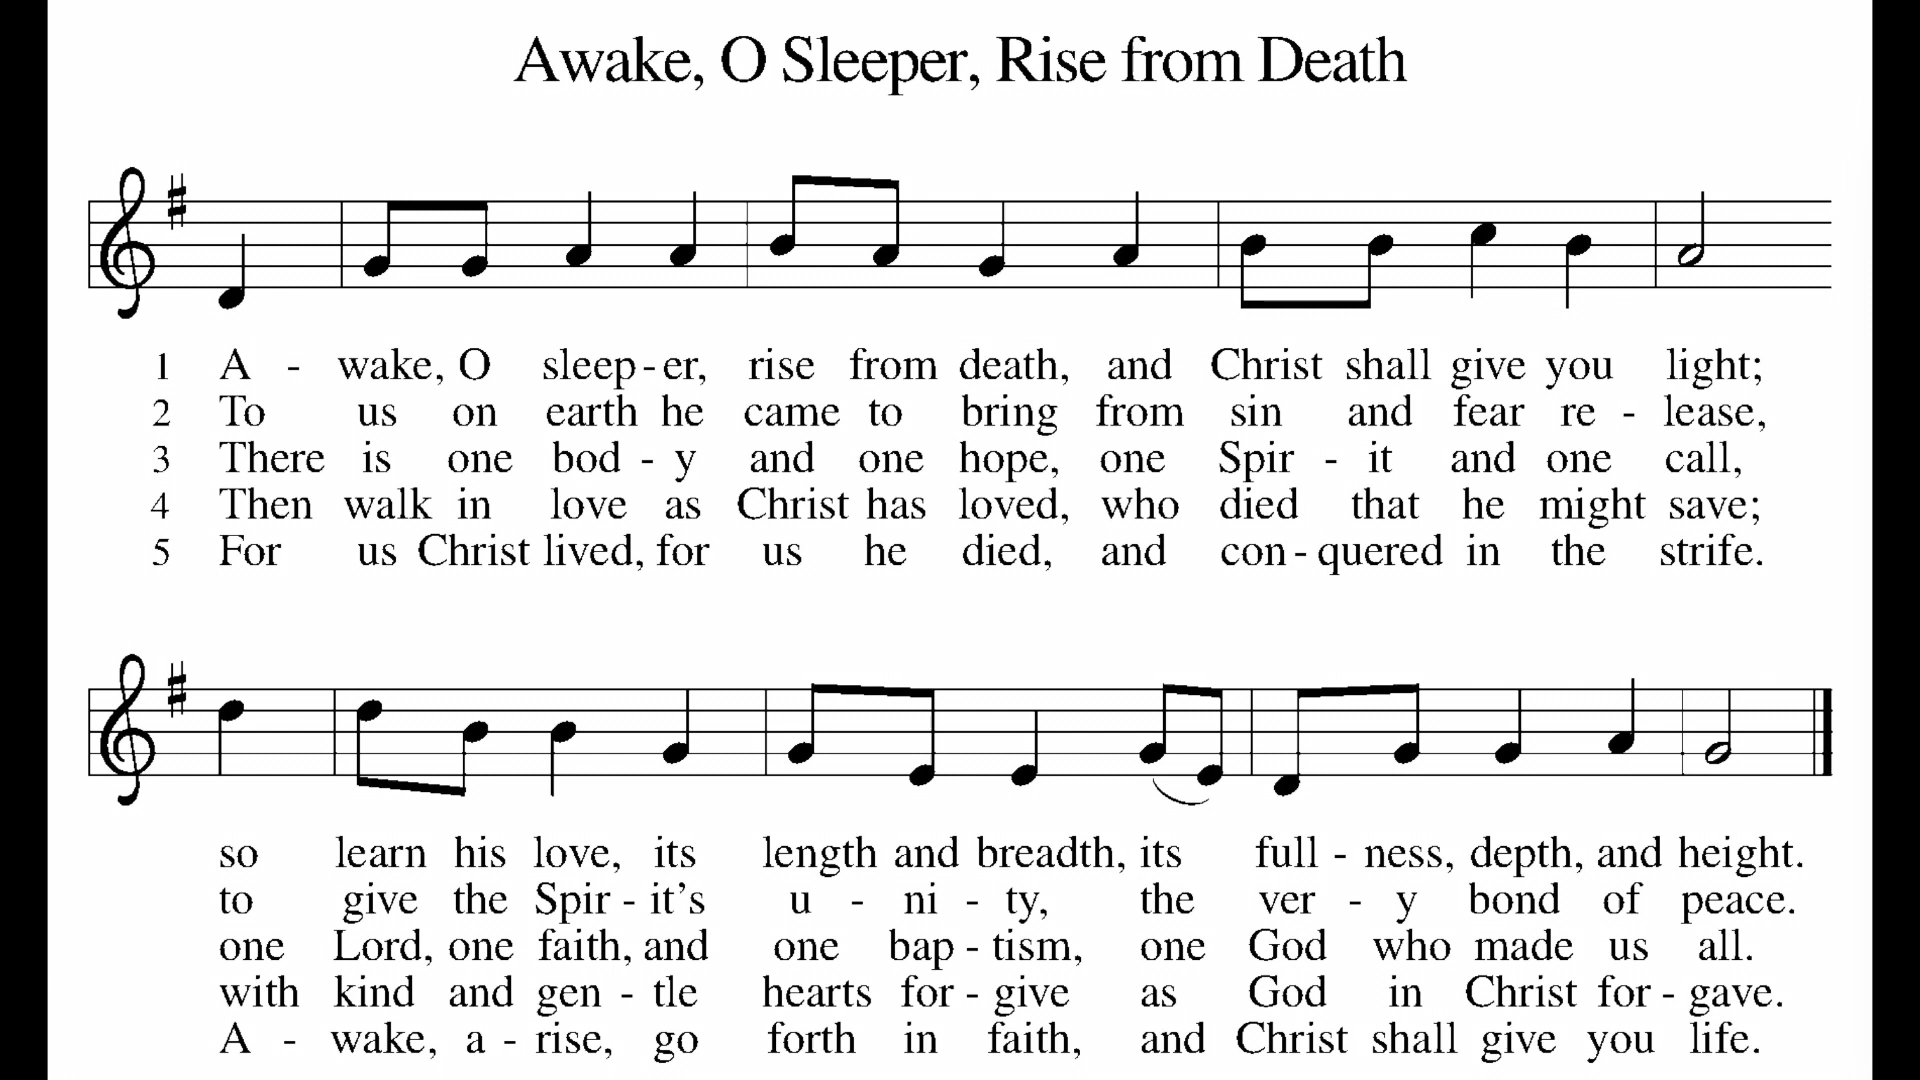 Awake, O Sleeper, Rise from Death
1 A - wake, O sleep - er, rise from death, and Christ shall give you light;
2 To us on earth he came to bring from sin and fear re - lease,
3 There is one bod - y and one hope, one Spir - it and one call,
4 Then walk in love as Christ has loved, who died that he might save;
5 For us Christ lived, for us he died, and con - quered in the strife.
so learn his love, its length and breadth, its full - ness, depth, and height.
to give the Spir - it's u - ni - ty, the ver - y bond of peace.
one Lord, one faith, and one bap - tism, one God who made us all.
with kind and gen - tle hearts for - give as God in Christ for - gave.
A - wake, a - rise, go forth in faith, and Christ shall give you life.